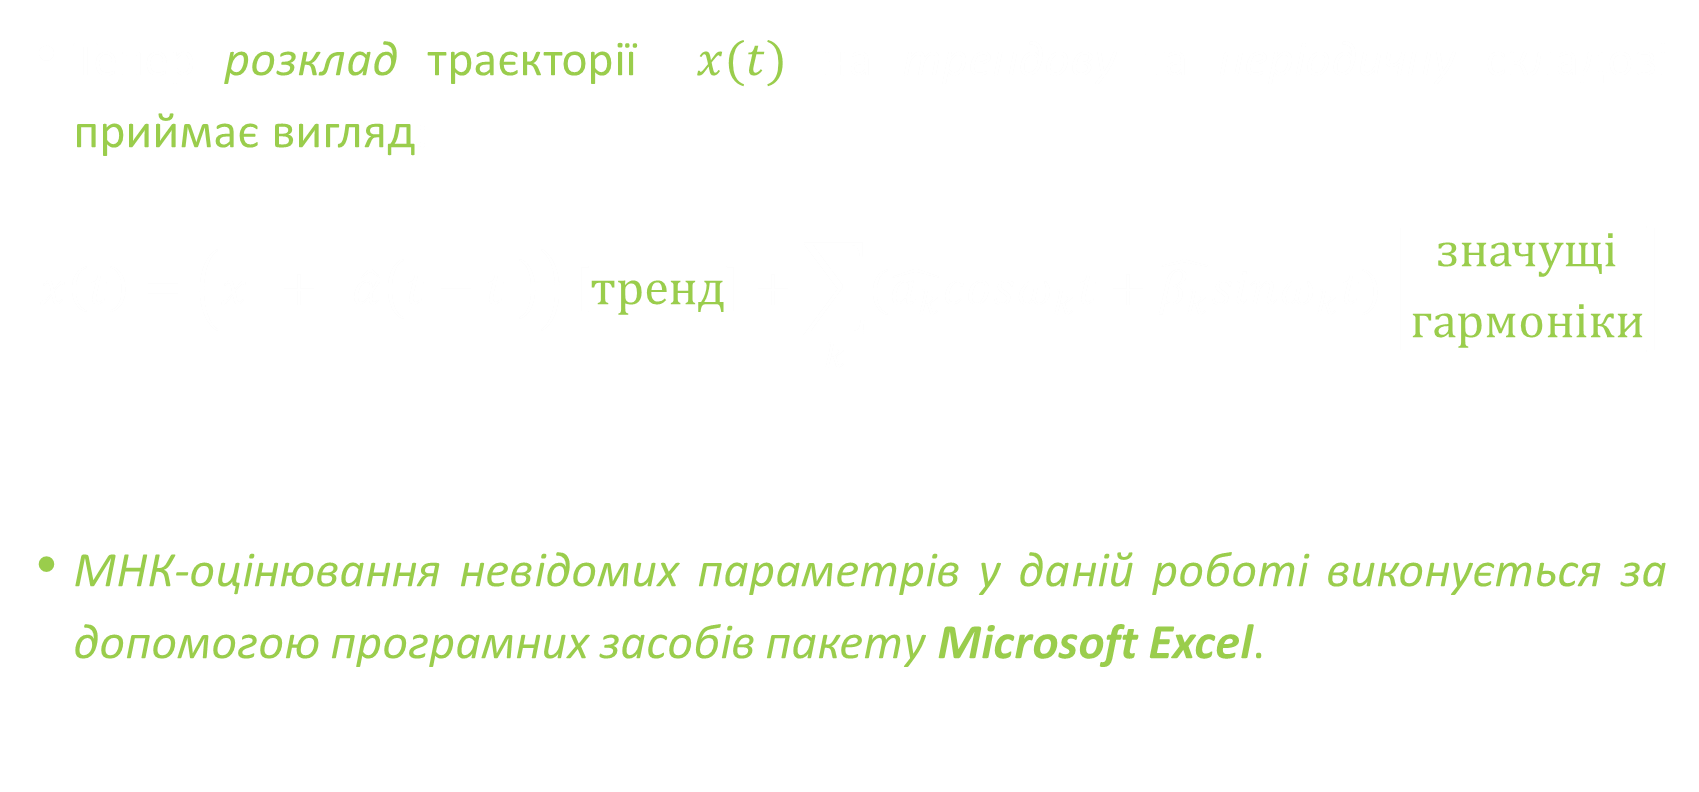 розклад траєкторії x(t)
приймає вигляд
значущі
тренд
гармоніки
• МНК-оцінювання невідомих параметрів у даній роботі виконується за
допомогою програмних засобів пакету Microsoft Excel.